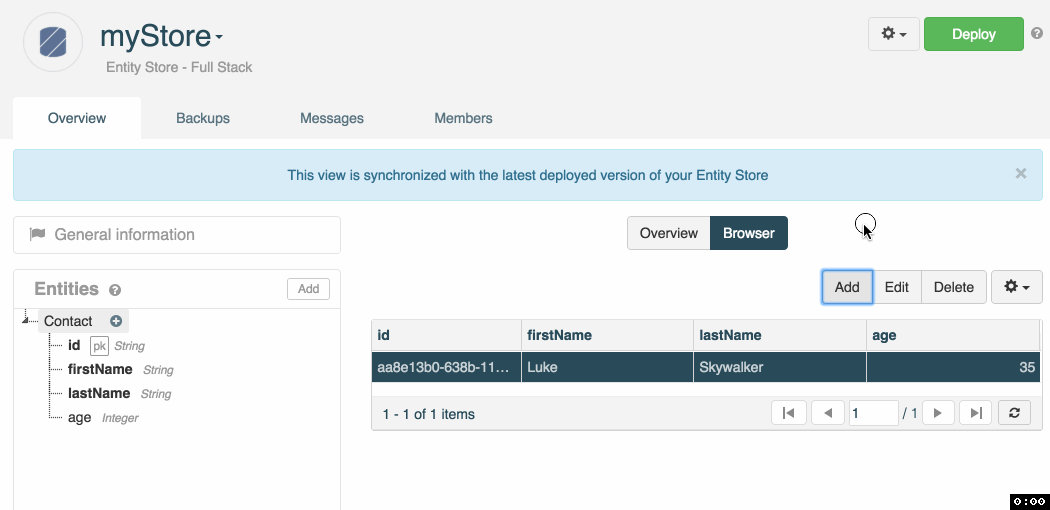 myStore
Deploy
Entity Store - Full Stack
Overview Backups Messages Members
This view is synchronized with the latest deployed version of your Entity Store ×
General information
Overview Browser
Entities Add
Add Edit Delete
Contact
id pk String
firstName String
lastName String
age Integer
id firstName lastName age
aa8e13b0-638b-11... Luke Skywalker 35
1 - 1 of 1 items 1 / 1
0:00